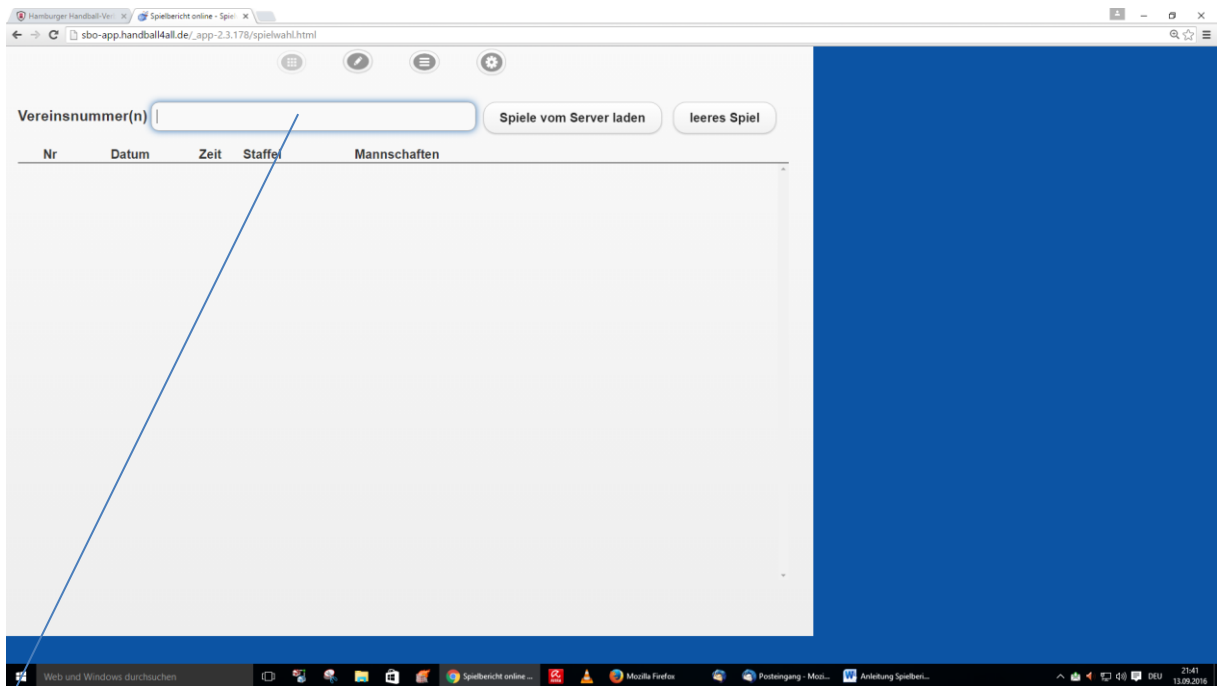 Hamburger Handball-Ver
Spielbericht online - Spiel
sbo-app.handball4all.de/_app-2.3.178/spielwahl.html
Vereinsnummer(n)
Spiele vom Server laden
leeres Spiel
Nr Datum Zeit Staffel Mannschaften
Web und Windows durchsuchen
Spielbericht online ...
Mozilla Firefox
Posteingang - Mozi...
Anleitung Spielberi...
DEU
21:41
13.09.2016